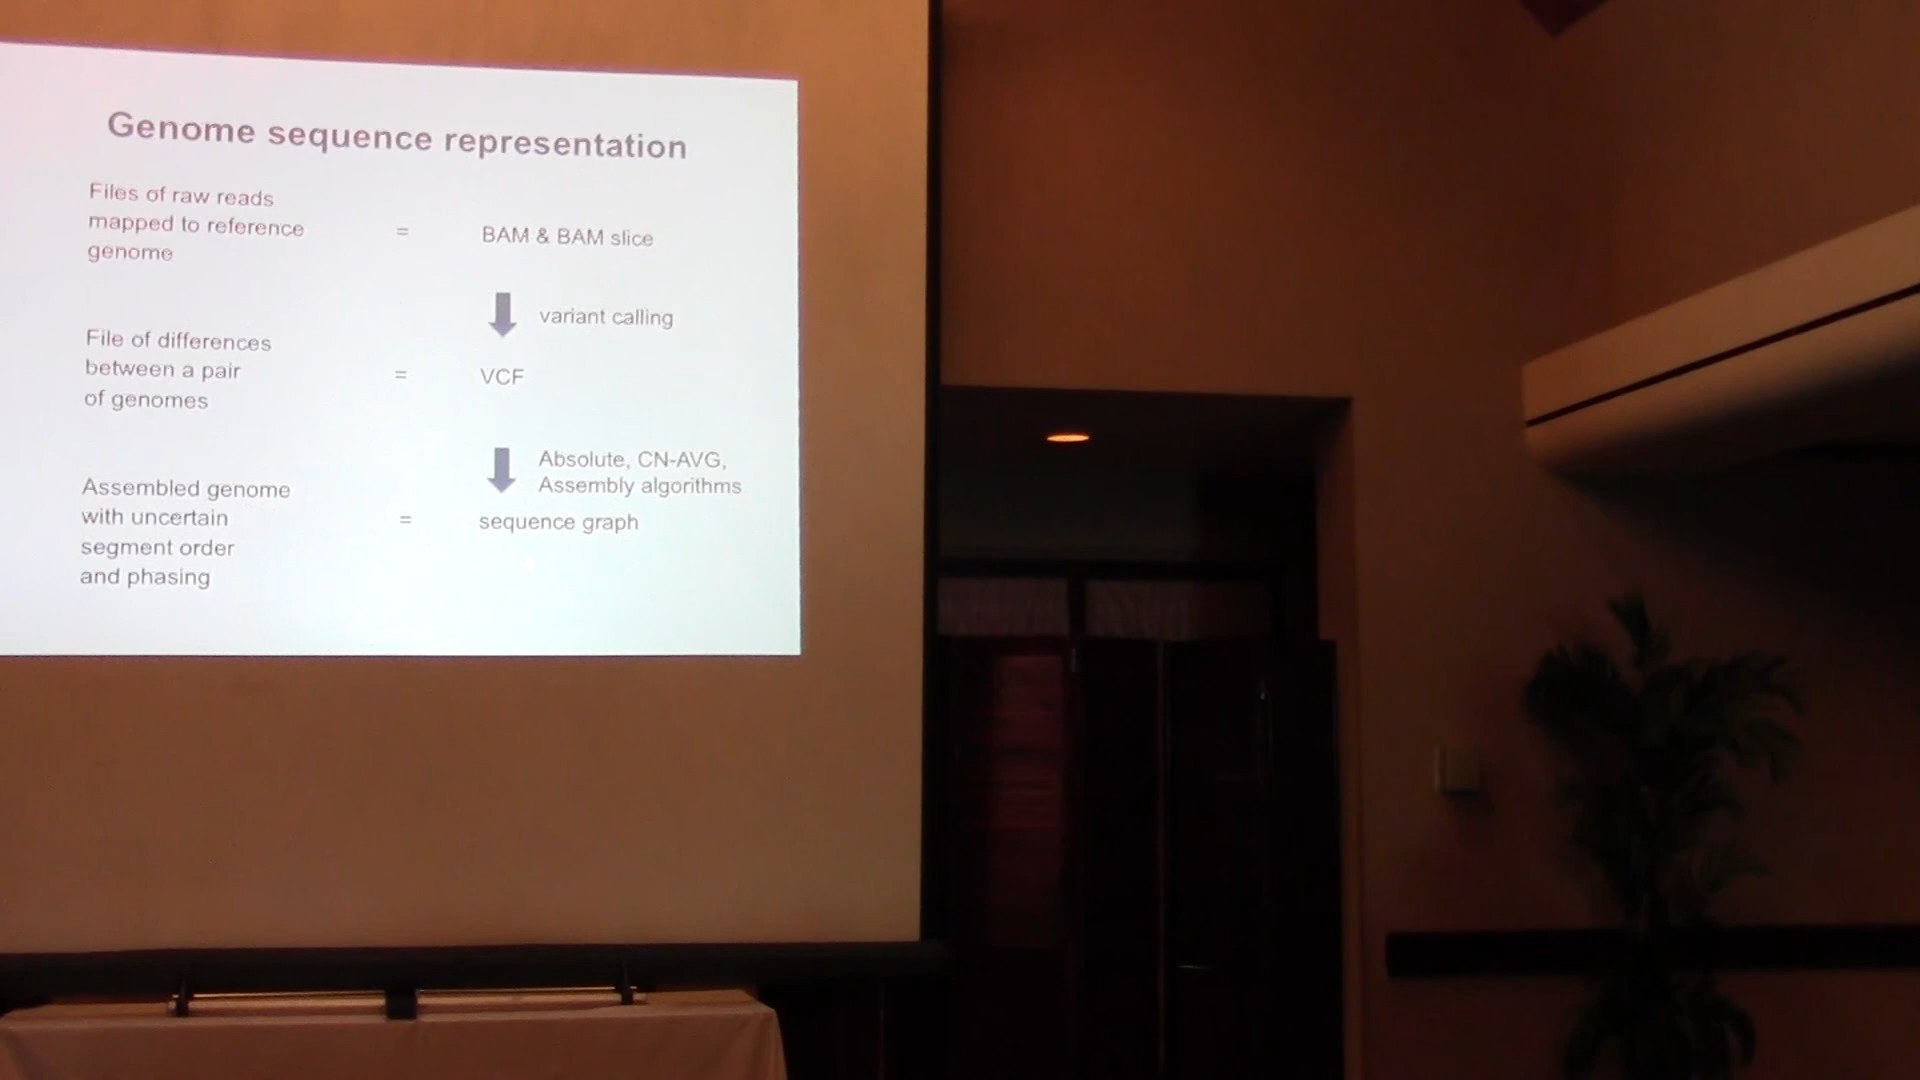 Genome sequence representation
Files of raw reads
mapped to reference
genome
=
BAM & BAM slice
variant calling
File of differences
between a pair
of genomes
=
VCF
Absolute, CN-AVG,
Assembly algorithms
Assembled genome
with uncertain
segment order
and phasing
=
sequence graph